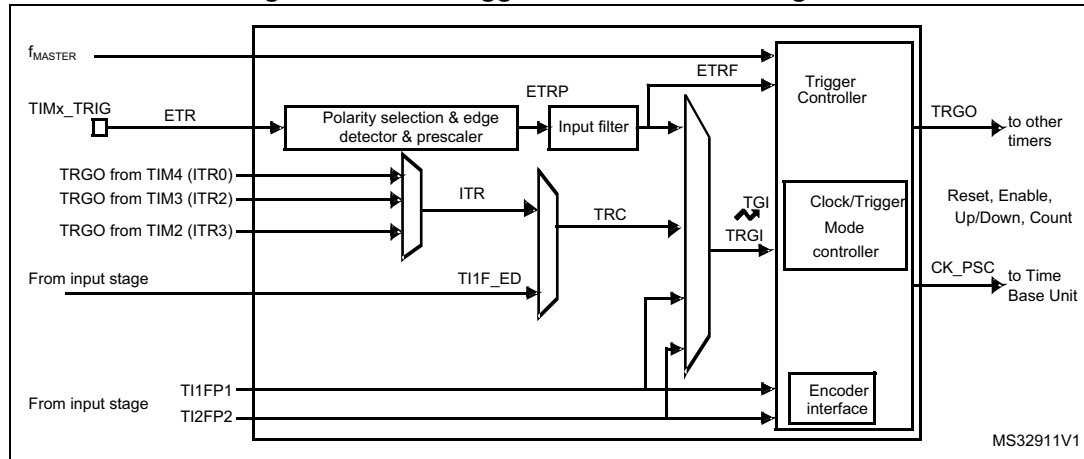 fMASTER
ETRF
Trigger
Controller
TIMx_TRIG
ETR
ETRP
Polarity selection & edge
detector & prescaler
Input filter
TRGO
to other
timers
TRGO from TIM4 (ITR0)
TRGO from TIM3 (ITR2)
TRGO from TIM2 (ITR3)
ITR
TRC
TGI
TRGI
Clock/Trigger
Mode
controller
Reset, Enable,
Up/Down, Count
From input stage
TI1F_ED
CK_PSC
to Time
Base Unit
From input stage
TI1FP1
TI2FP2
Encoder
interface
MS32911V1